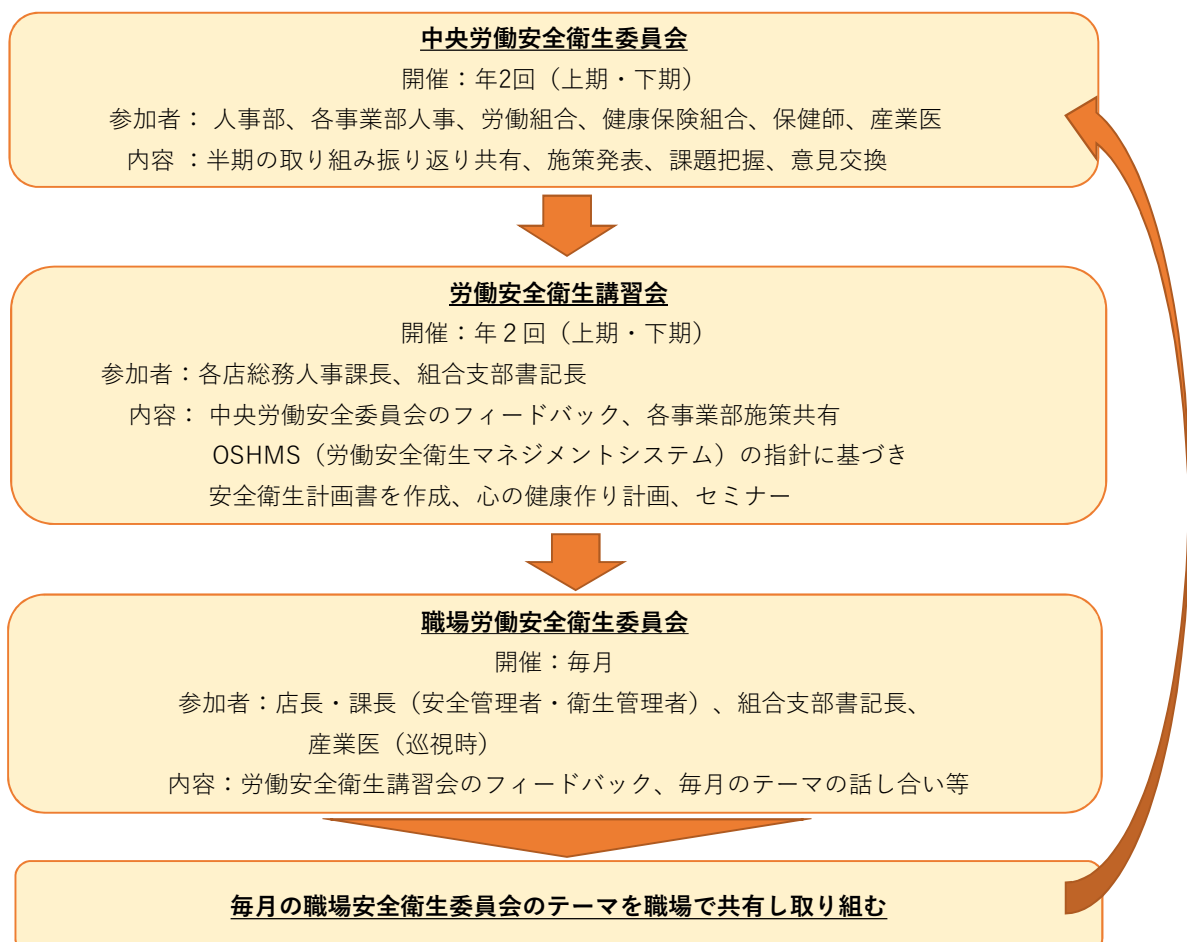 中央労働安全衛生委員会
開催：年2回（上期・下期）
参加者： 人事部、各事業部人事、労働組合、健康保険組合、保健師、産業医
内容 ：半期の取り組み振り返り共有、施策発表、課題把握、意見交換
労働安全衛生講習会
開催：年２回（上期・下期）
参加者：各店総務人事課長、組合支部書記長
内容： 中央労働安全委員会のフィードバック、各事業部施策共有
OSHMS（労働安全衛生マネジメントシステム）の指針に基づき
安全衛生計画書を作成、心の健康作り計画、セミナー
職場労働安全衛生委員会
開催：毎月
参加者：店長・課長（安全管理者・衛生管理者）、組合支部書記長、
産業医（巡視時）
内容：労働安全衛生講習会のフィードバック、毎月のテーマの話し合い等
毎月の職場安全衛生委員会のテーマを職場で共有し取り組む